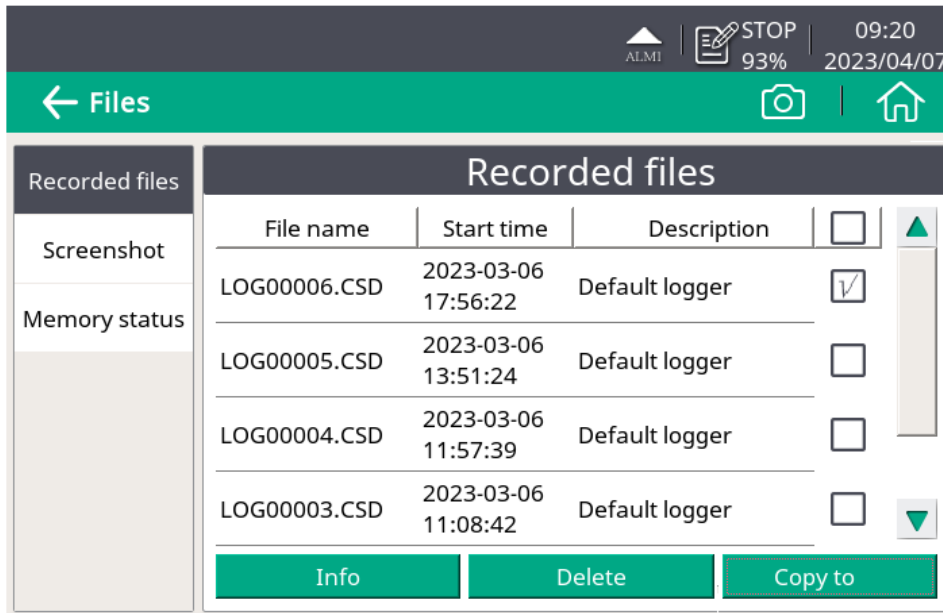 STOP 09:20
ALMI 93% 2023/04/07
Files
Recorded files
Screenshot
Memory status
Recorded files
File name Start time Description
LOG00006.CSD 2023-03-06 17:56:22 Default logger
LOG00005.CSD 2023-03-06 13:51:24 Default logger
LOG00004.CSD 2023-03-06 11:57:39 Default logger
LOG00003.CSD 2023-03-06 11:08:42 Default logger
Info Delete Copy to